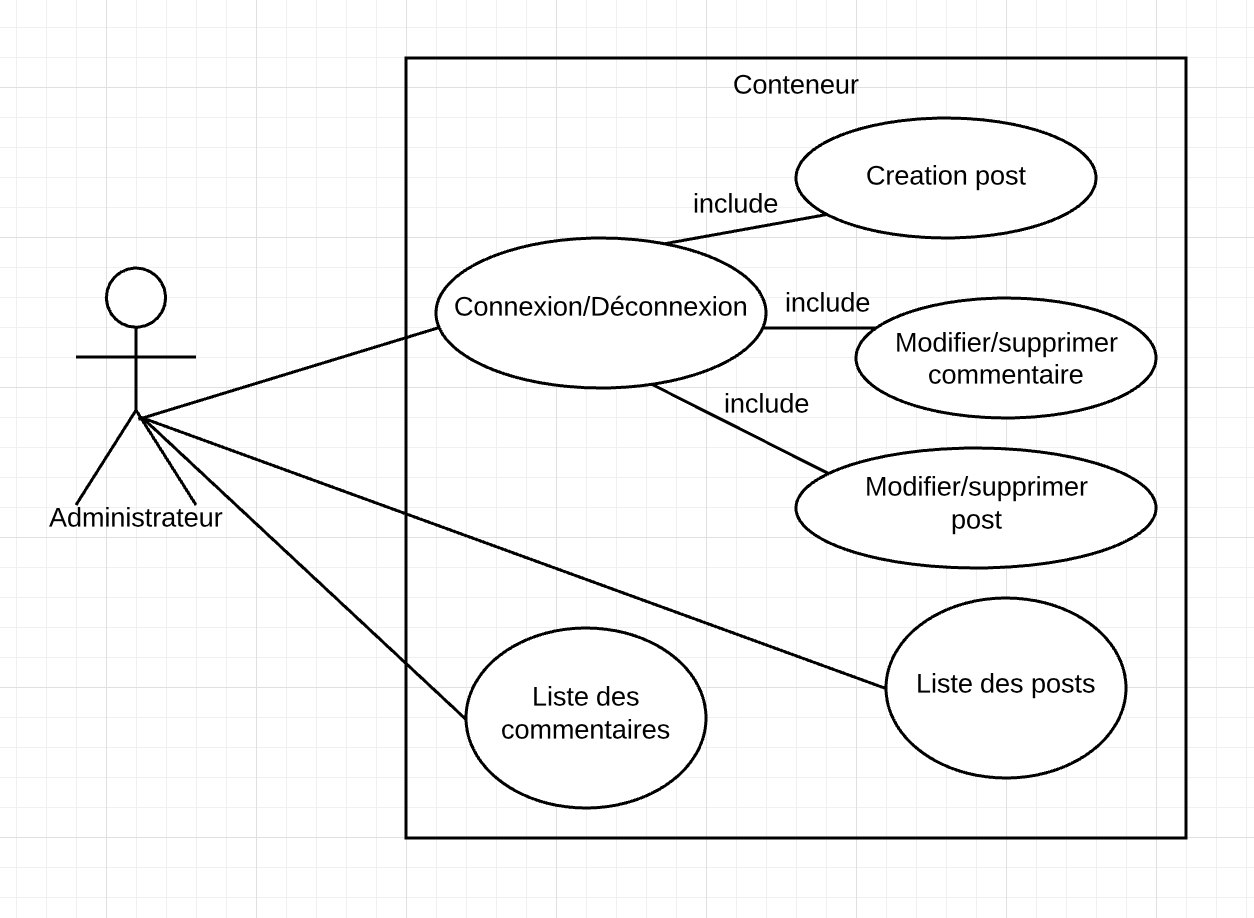 Conteneur
Creation post
include
Connexion/Déconnexion
include
Modifier/supprimer
commentaire
include
Modifier/supprimer
post
Administrateur
Liste des
commentaires
Liste des posts